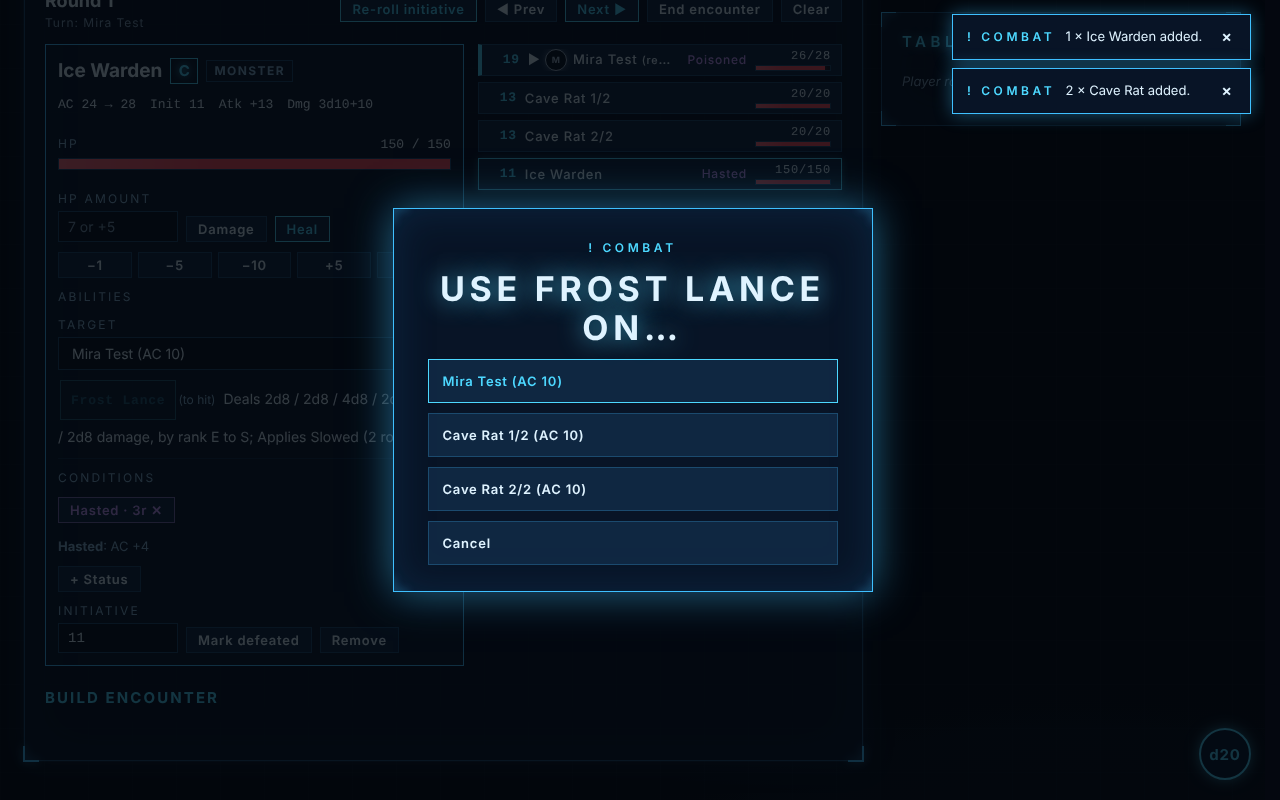 Round 1
Turn: Mira Test
Re-roll initiative
◀ Prev
Next ▶
End encounter
Clear
Ice Warden C MONSTER
AC 24 → 28 Init 11 Atk +13 Dmg 3d10+10
HP 150 / 150
HP AMOUNT
7 or +5 Damage Heal
−1 −5 −10 +5
ABILITIES
TARGET
Mira Test (AC 10)
Frost Lance (to hit) Deals 2d8 / 2d8 / 4d8 /
/ 2d8 damage, by rank E to S; Applies Slowed (2
CONDITIONS
Hasted · 3r ✕
Hasted: AC +4
+ Status
INITIATIVE
11 Mark defeated Remove
BUILD ENCOUNTER
19 ▶ M Mira Test (re… Poisoned 26/28
13 Cave Rat 1/2 20/20
13 Cave Rat 2/2 20/20
11 Ice Warden Hasted 150/150
! COMBAT
USE FROST LANCE
ON…
Mira Test (AC 10)
Cave Rat 1/2 (AC 10)
Cave Rat 2/2 (AC 10)
Cancel
! COMBAT 1 × Ice Warden added. ×
! COMBAT 2 × Cave Rat added. ×
Player
d20